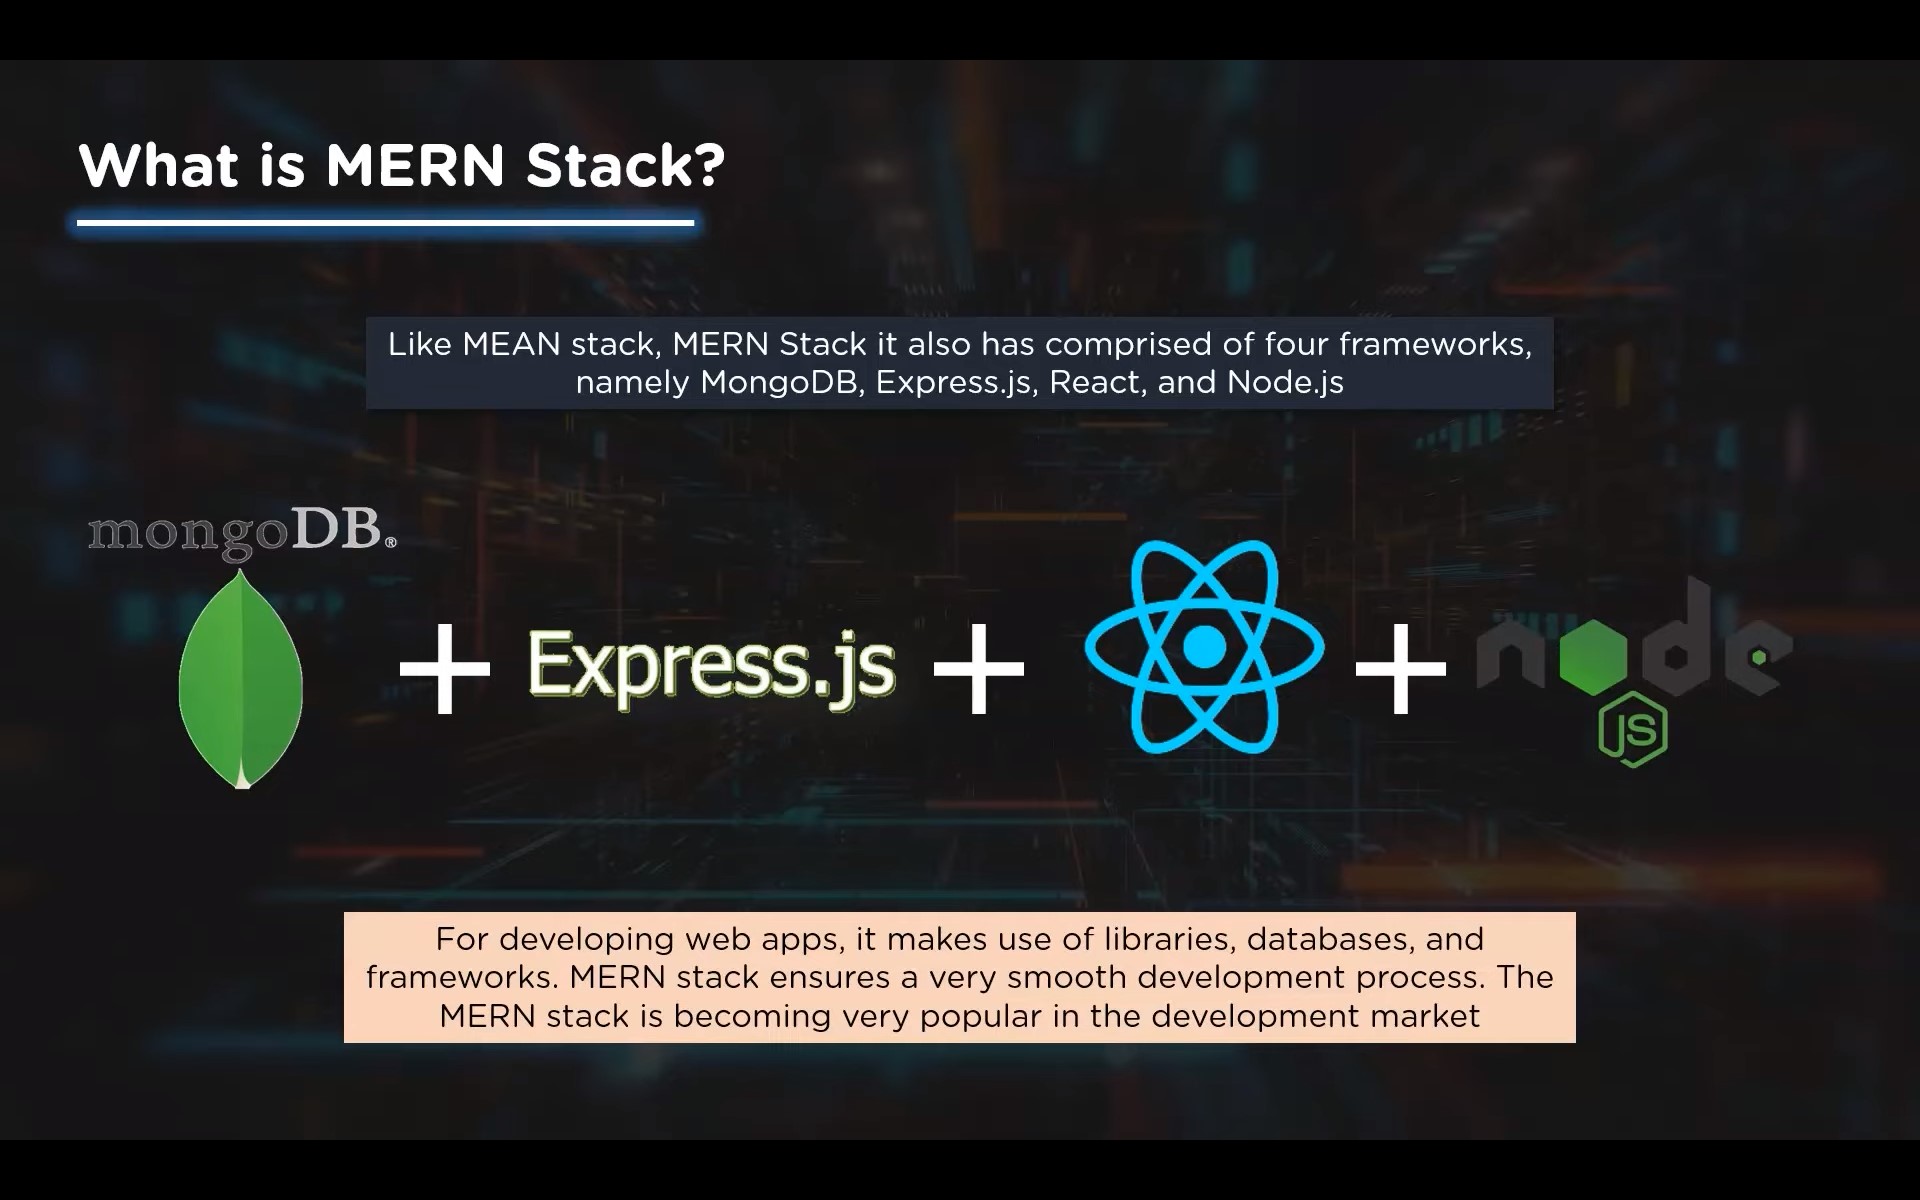 What is MERN Stack?
Like MEAN stack, MERN Stack it also has comprised of four frameworks,
namely MongoDB, Express.js, React, and Node.js
mongoDB®
+ Express.js + +
node
JS
For developing web apps, it makes use of libraries, databases, and
frameworks. MERN stack ensures a very smooth development process. The
MERN stack is becoming very popular in the development market